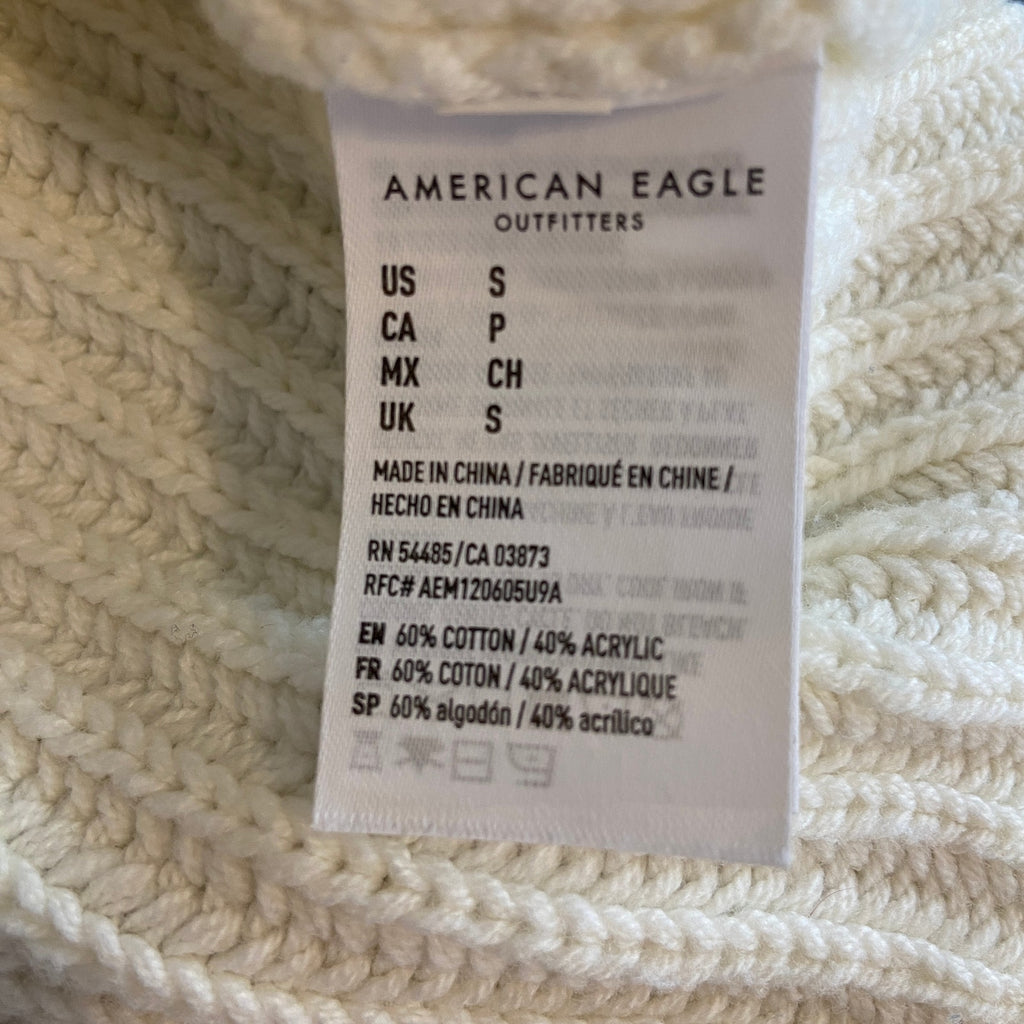 AMERICAN EAGLE
OUTFITTERS
US S
CA P
MX CH
UK S
MADE IN CHINA / FABRIQUÉ EN CHINE /
HECHO EN CHINA
RN 54485/CA 03873
RFC# AEM120605U9A
EN 60% COTTON / 40% ACRYLIC
FR 60% COTON / 40% ACRYLIQUE
SP 60% algodón / 40% acrílico